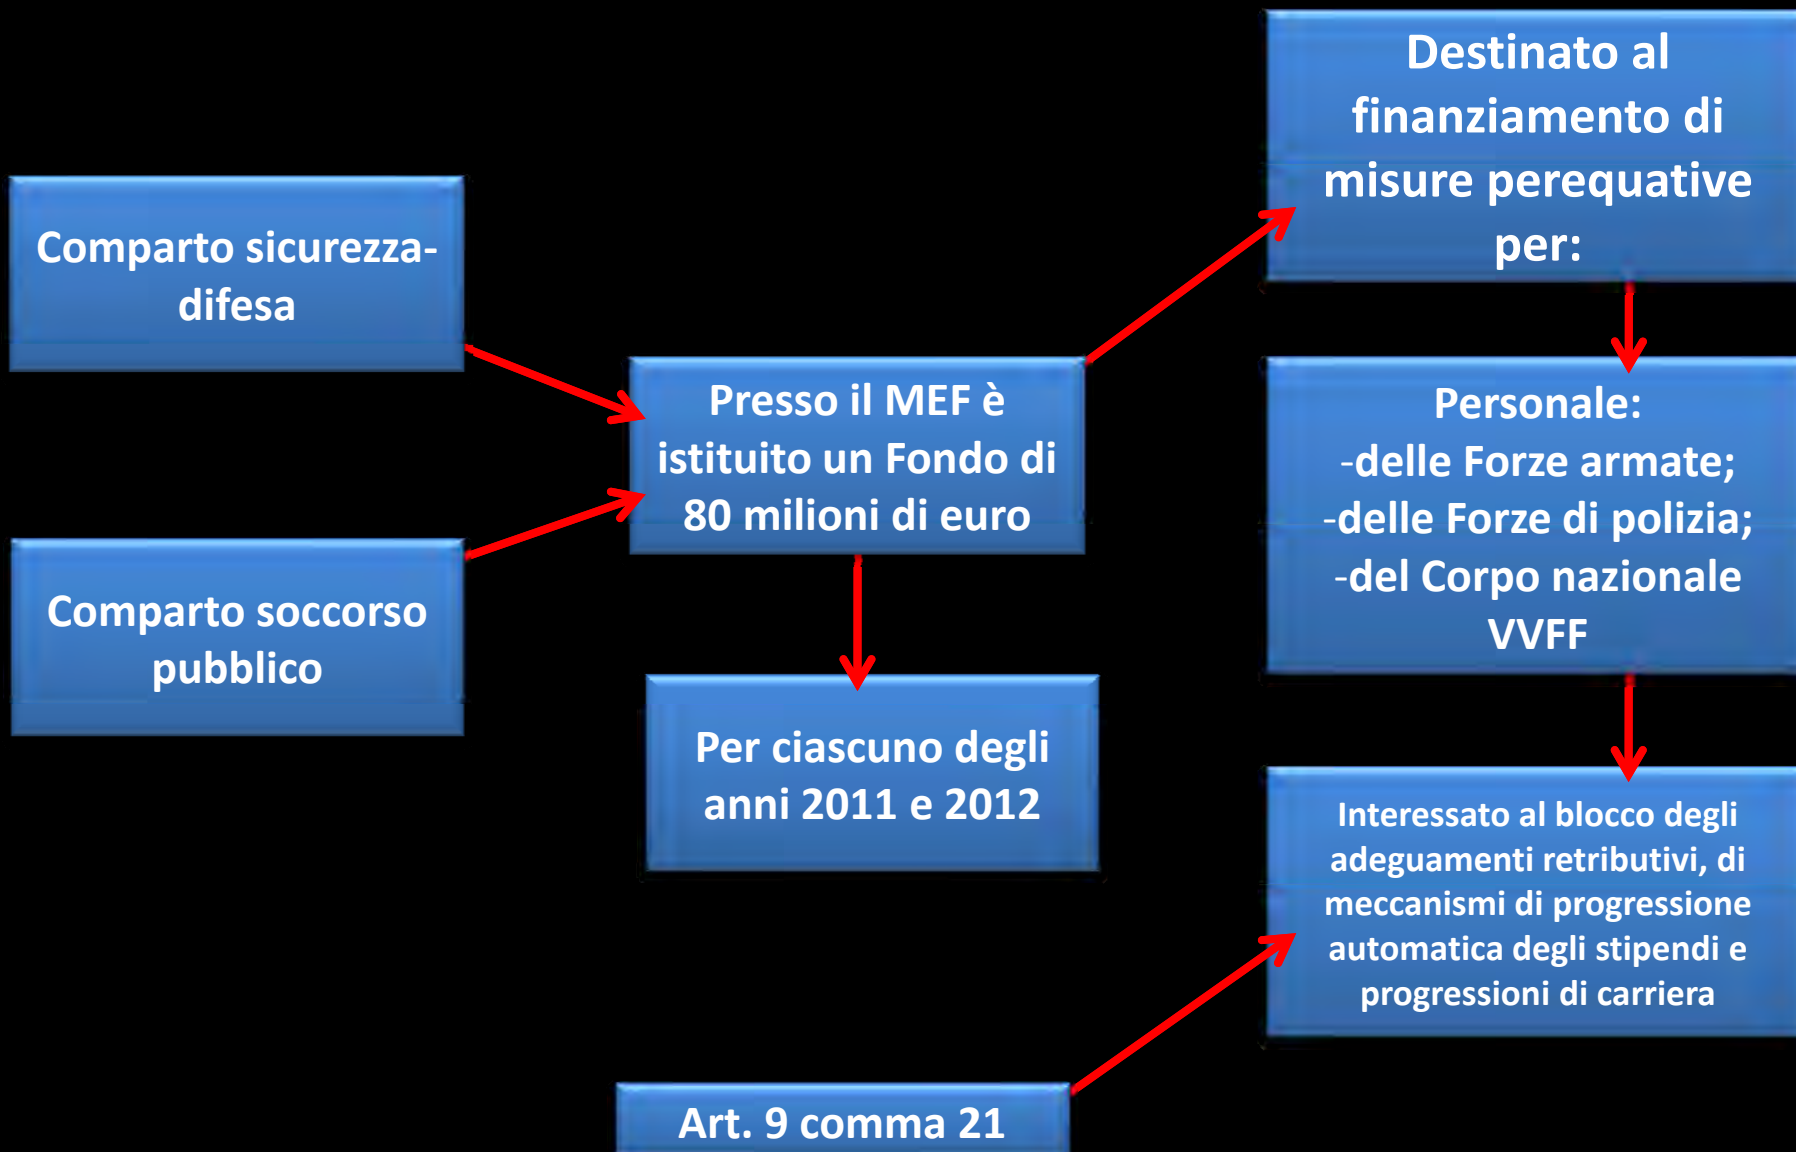 Comparto sicurezza-
difesa
Comparto soccorso
pubblico
Presso il MEF è
istituito un Fondo di
80 milioni di euro
Per ciascuno degli
anni 2011 e 2012
Destinato al
finanziamento di
misure perequative
per:
Personale:
-delle Forze armate;
-delle Forze di polizia;
-del Corpo nazionale
VVFF
Interessato al blocco degli
adeguamenti retributivi, di
meccanismi di progressione
automatica degli stipendi e
progressioni di carriera
Art. 9 comma 21